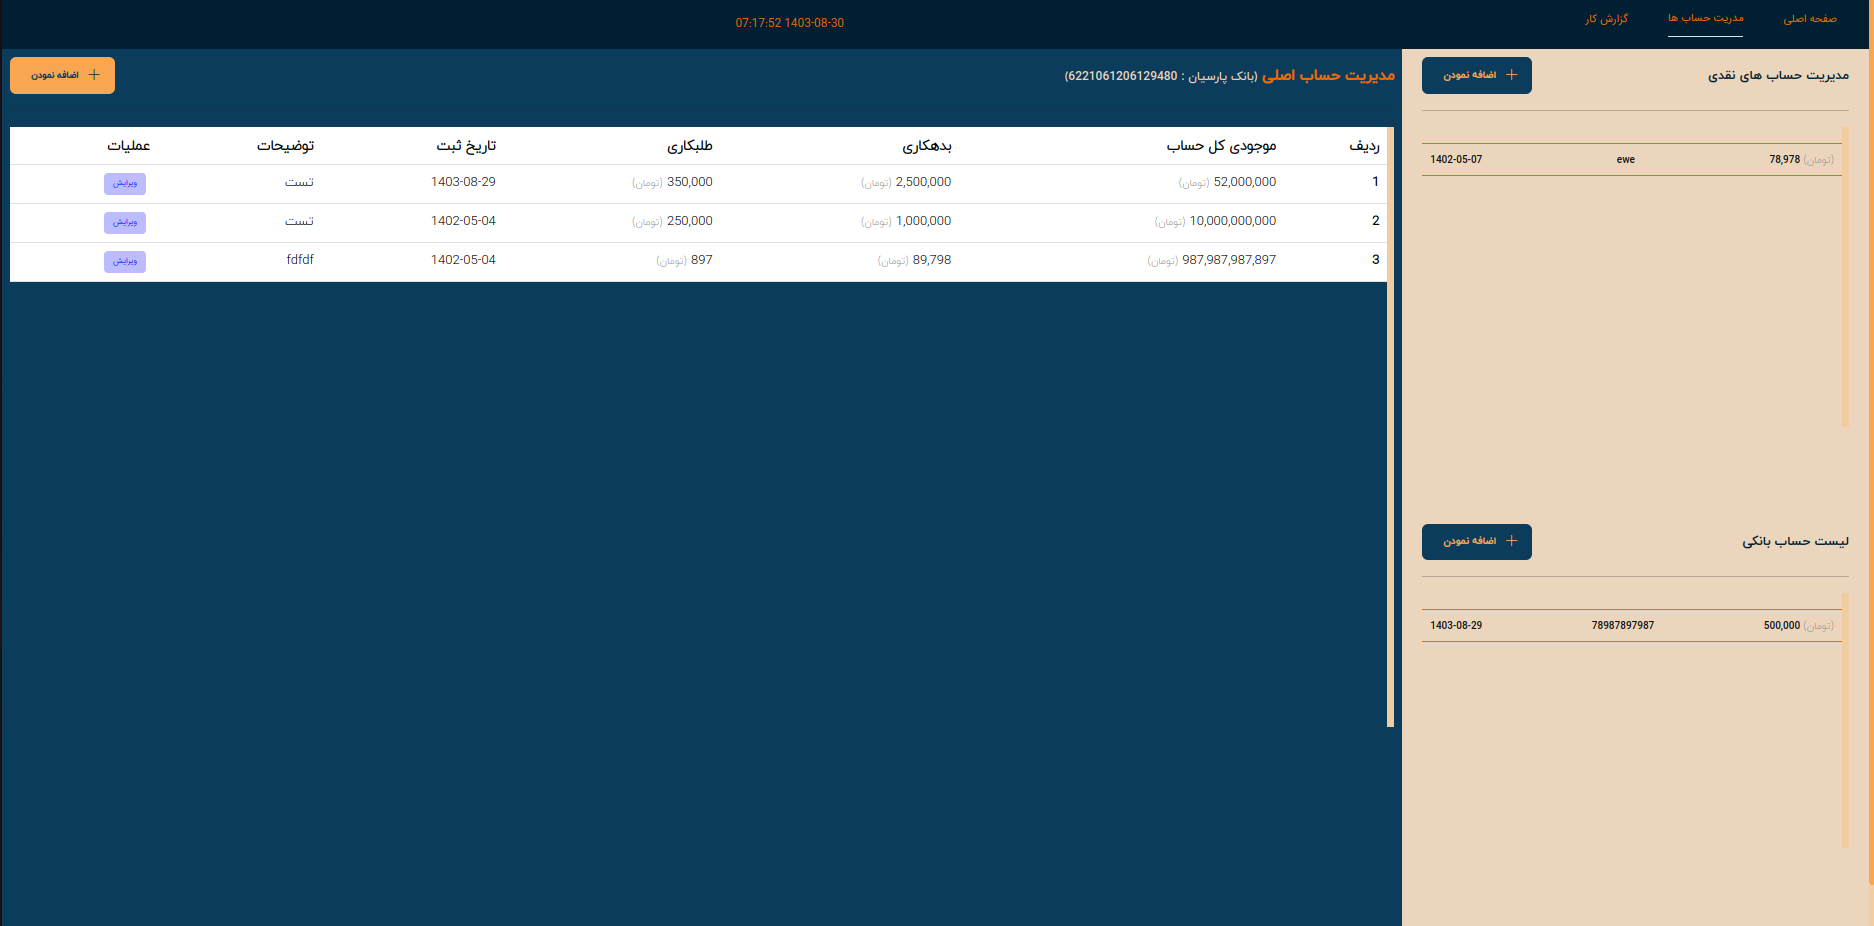 صفحه اصلی
مدریت حساب ها
گزارش کار
07:17:52 1403-08-30
مدیریت حساب های نقدی
اضافه نمودن
78,978 (تومان)
ewe
1402-05-07
لیست حساب بانکی
اضافه نمودن
500,000 (تومان)
78987897987
1403-08-29
مدیریت حساب اصلی (بانک پارسیان : 6221061206129480)
اضافه نمودن
ردیف موجودی کل حساب بدهکاری طلبکاری تاریخ ثبت توضیحات عملیات
1 52,000,000 (تومان) 2,500,000 (تومان) 350,000 (تومان) 1403-08-29 تست ویرایش
2 10,000,000,000 (تومان) 1,000,000 (تومان) 250,000 (تومان) 1402-05-04 تست ویرایش
3 987,987,987,897 (تومان) 89,798 (تومان) 897 (تومان) 1402-05-04 fdfdf ویرایش